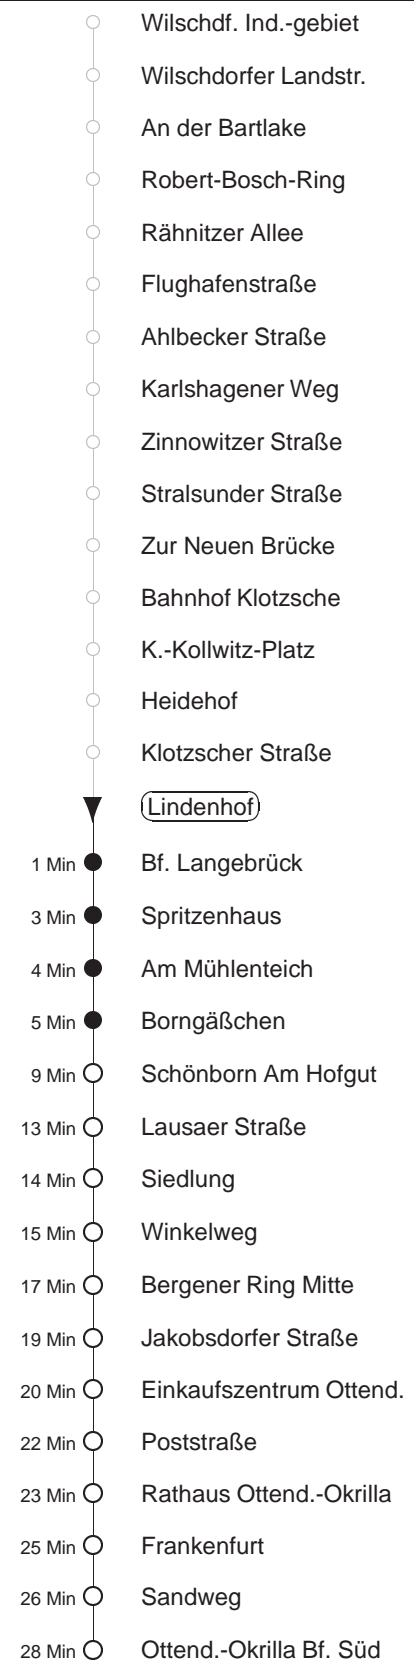 Wilschdf. Ind.-gebiet
Wilschdorfer Landstr.
An der Bartlake
Robert-Bosch-Ring
Rähnitzer Allee
Flughafenstraße
Ahlbecker Straße
Karlshagener Weg
Zinnowitzer Straße
Stralsunder Straße
Zur Neuen Brücke
Bahnhof Klotzsche
K.-Kollwitz-Platz
Heidehof
Klotzscher Straße
Lindenhof
1 Min Bf. Langebrück
3 Min Spritzenhaus
4 Min Am Mühlenteich
5 Min Borngäßchen
9 Min Schönborn Am Hofgut
13 Min Lausaer Straße
14 Min Siedlung
15 Min Winkelweg
17 Min Bergener Ring Mitte
19 Min Jakobsdorfer Straße
20 Min Einkaufszentrum Ottend.
22 Min Poststraße
23 Min Rathaus Ottend.-Okrilla
25 Min Frankenfurt
26 Min Sandweg
28 Min Ottend.-Okrilla Bf. Süd